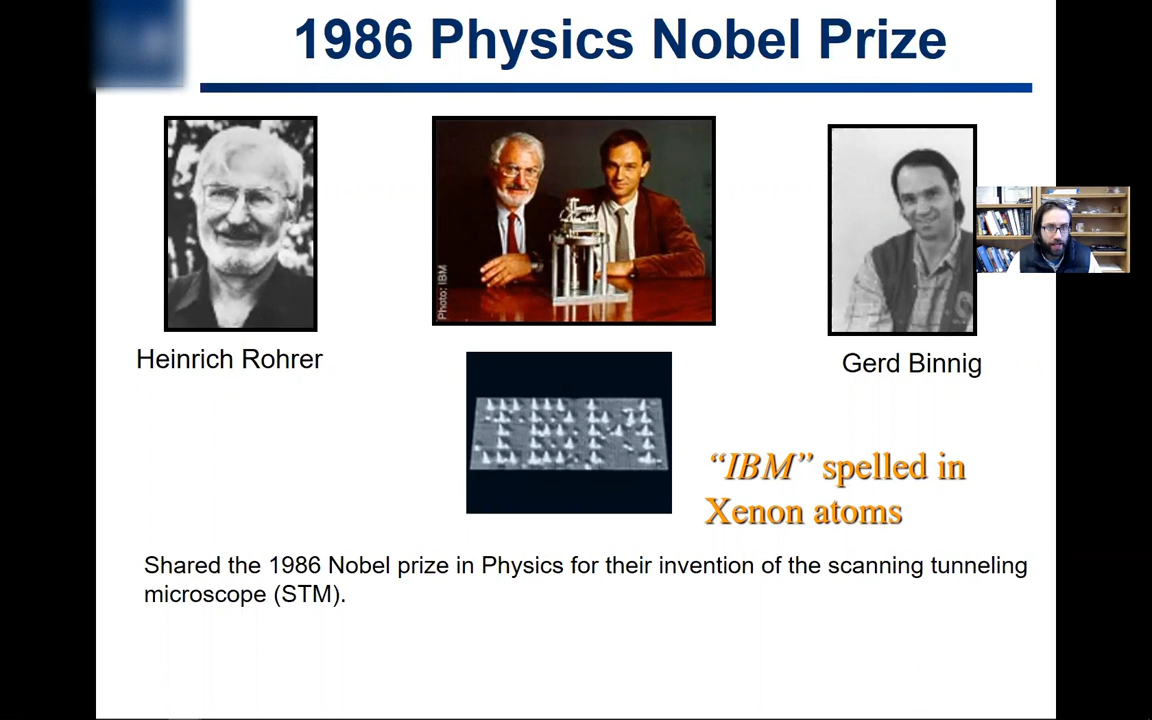 1986 Physics Nobel Prize
Photo: IBM
Heinrich Rohrer
Gerd Binnig
IBM
“IBM” spelled in
Xenon atoms
Shared the 1986 Nobel prize in Physics for their invention of the scanning tunneling
microscope (STM).